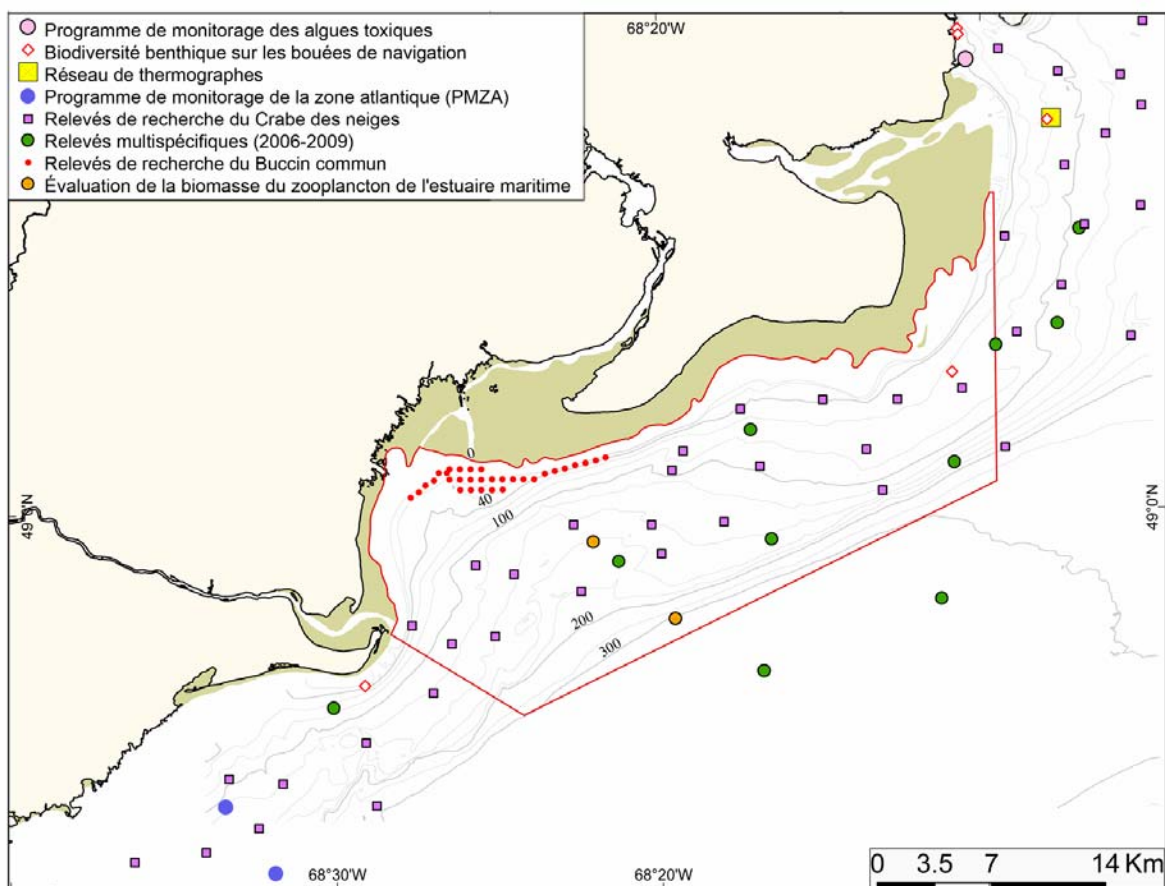 Programme de monitorage des algues toxiques
Biodiversité benthique sur les bouées de navigation
Réseau de thermographes
Programme de monitorage de la zone atlantique (PMZA)
Relevés de recherche du Crabe des neiges
Relevés multispécifiques (2006-2009)
Relevés de recherche du Buccin commun
Évaluation de la biomasse du zooplancton de l'estuaire maritime
68°20'W
49°0'N
49°0'N
0
40
100
200
300
68°30'W
68°20'W
0 3.5 7 14 Km